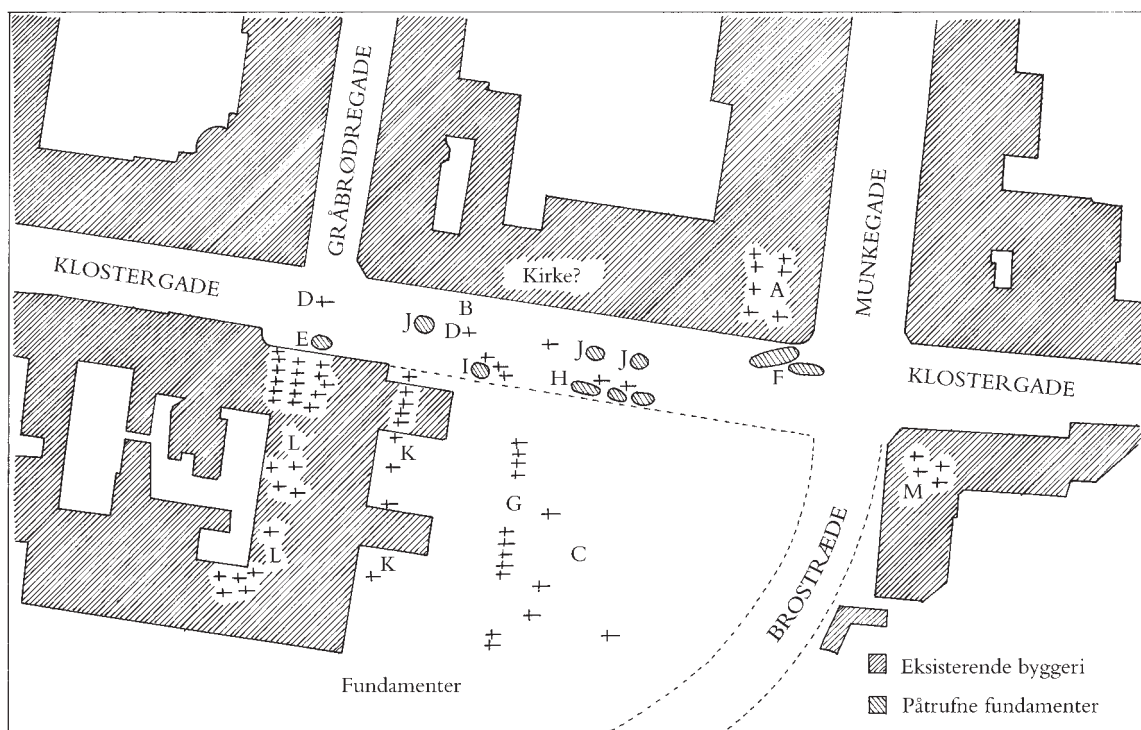 GRÅBRØDREGADE
MUNKEGADE
KLOSTERGADE
Kirke?
A
D
B
J
D
E
J
J
I
H
F
KLOSTERGADE
L
K
G
M
C
L
K
BROSTRÆDE
Fundamenter
Eksisterende byggeri
Påtrufne fundamenter